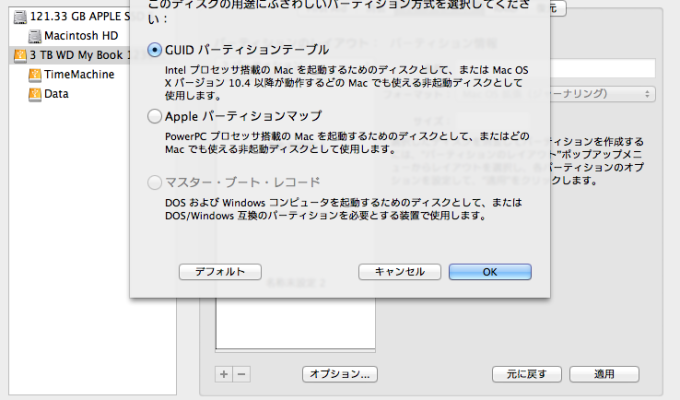 このディスクの用途にふさわしいパーティション方式を選択してくださ
い：
元
121.33 GB APPLE S
Macintosh HD
3 TB WD My Book 1
TimeMachine
Data
GUID パーティションテーブル
Intel プロセッサ搭載の Mac を起動するためのディスクとして、または Mac OS
X バージョン 10.4 以降が動作するどの Mac でも使える非起動ディスクとして
使用します。
ーナリング)
Apple パーティションマップ
PowerPC プロセッサ搭載の Mac を起動するためのディスクとして、またはどの
Mac でも使える非起動ディスクとして使用します。
ーティションを作成する
ポップアップメニ
ーティションのオプ
ックします。
マスター・ブート・レコード
DOS および Windows コンピュータを起動するためのディスクとして、または
DOS/Windows 互換のパーティションを必要とする装置で使用します。
デフォルト
キャンセル
OK
名称未設定 2
+
−
オプション...
元に戻す
適用